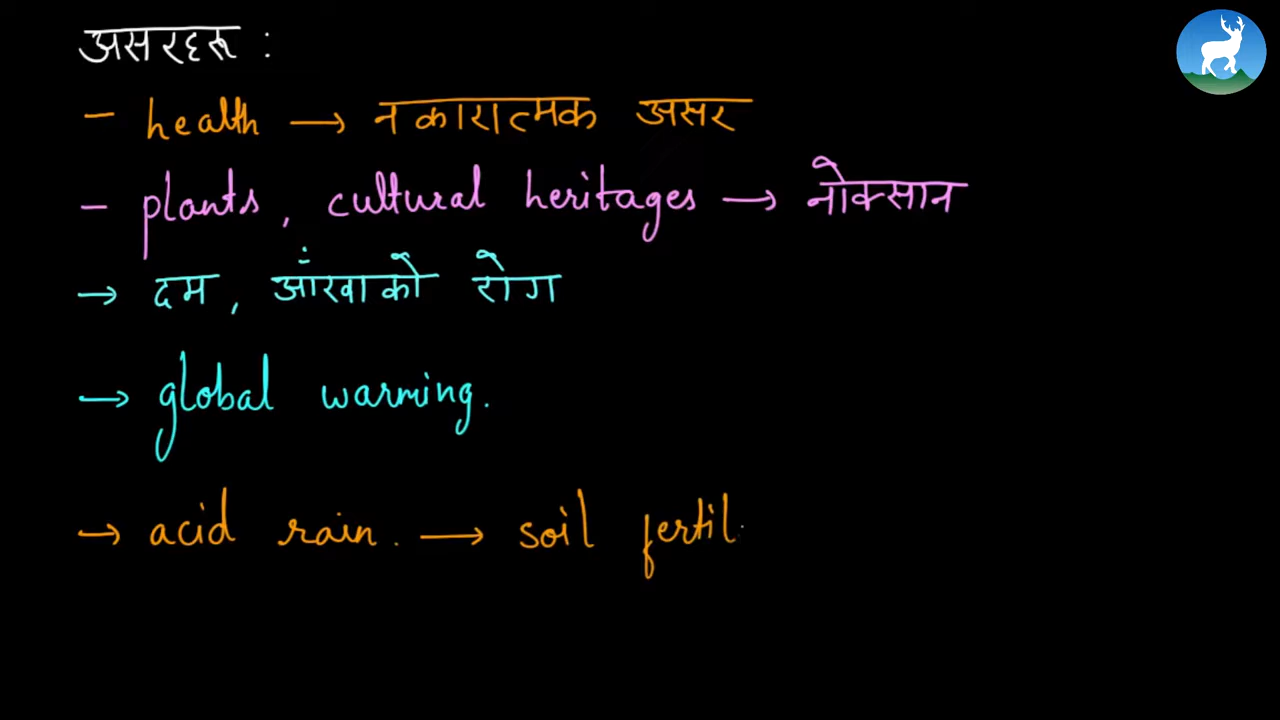 असरहरू :
- health → नकारात्मक असर
- plants, cultural heritages → नोक्सान
→ दम, आँखाको रोग
→ global warming.
→ acid rain. → soil fertil